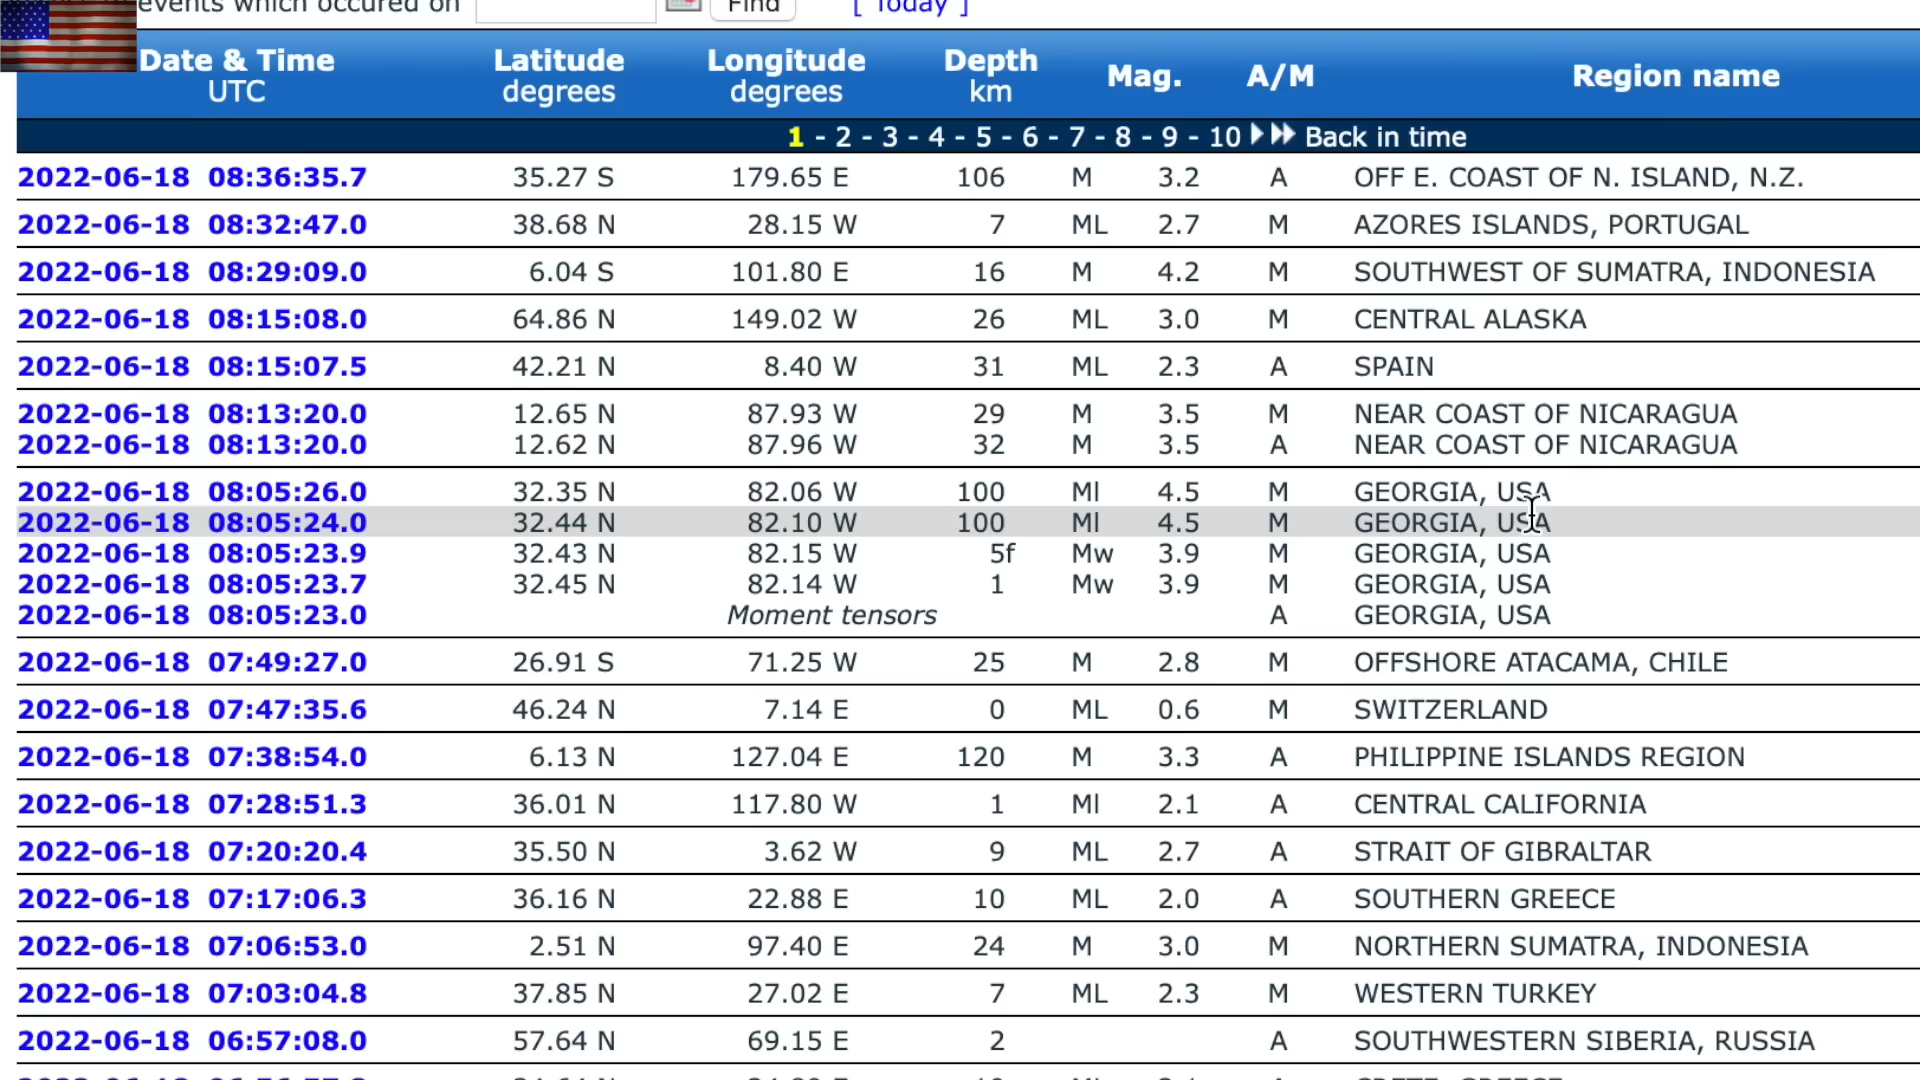 events which occured on Find [ Today ]
Date & Time UTC Latitude degrees Longitude degrees Depth km Mag. A/M Region name
1 - 2 - 3 - 4 - 5 - 6 - 7 - 8 - 9 - 10 Back in time
2022-06-18 08:36:35.7 35.27 S 179.65 E 106 M 3.2 A OFF E. COAST OF N. ISLAND, N.Z.
2022-06-18 08:32:47.0 38.68 N 28.15 W 7 ML 2.7 M AZORES ISLANDS, PORTUGAL
2022-06-18 08:29:09.0 6.04 S 101.80 E 16 M 4.2 M SOUTHWEST OF SUMATRA, INDONESIA
2022-06-18 08:15:08.0 64.86 N 149.02 W 26 ML 3.0 M CENTRAL ALASKA
2022-06-18 08:15:07.5 42.21 N 8.40 W 31 ML 2.3 A SPAIN
2022-06-18 08:13:20.0 12.65 N 87.93 W 29 M 3.5 M NEAR COAST OF NICARAGUA
2022-06-18 08:13:20.0 12.62 N 87.96 W 32 M 3.5 A NEAR COAST OF NICARAGUA
2022-06-18 08:05:26.0 32.35 N 82.06 W 100 Ml 4.5 M GEORGIA, USA
2022-06-18 08:05:24.0 32.44 N 82.10 W 100 Ml 4.5 M GEORGIA, USA
2022-06-18 08:05:23.9 32.43 N 82.15 W 5f Mw 3.9 M GEORGIA, USA
2022-06-18 08:05:23.7 32.45 N 82.14 W 1 Mw 3.9 M GEORGIA, USA
2022-06-18 08:05:23.0 Moment tensors A GEORGIA, USA
2022-06-18 07:49:27.0 26.91 S 71.25 W 25 M 2.8 M OFFSHORE ATACAMA, CHILE
2022-06-18 07:47:35.6 46.24 N 7.14 E 0 ML 0.6 M SWITZERLAND
2022-06-18 07:38:54.0 6.13 N 127.04 E 120 M 3.3 A PHILIPPINE ISLANDS REGION
2022-06-18 07:28:51.3 36.01 N 117.80 W 1 Ml 2.1 A CENTRAL CALIFORNIA
2022-06-18 07:20:20.4 35.50 N 3.62 W 9 ML 2.7 A STRAIT OF GIBRALTAR
2022-06-18 07:17:06.3 36.16 N 22.88 E 10 ML 2.0 A SOUTHERN GREECE
2022-06-18 07:06:53.0 2.51 N 97.40 E 24 M 3.0 M NORTHERN SUMATRA, INDONESIA
2022-06-18 07:03:04.8 37.85 N 27.02 E 7 ML 2.3 M WESTERN TURKEY
2022-06-18 06:57:08.0 57.64 N 69.15 E 2 A SOUTHWESTERN SIBERIA, RUSSIA